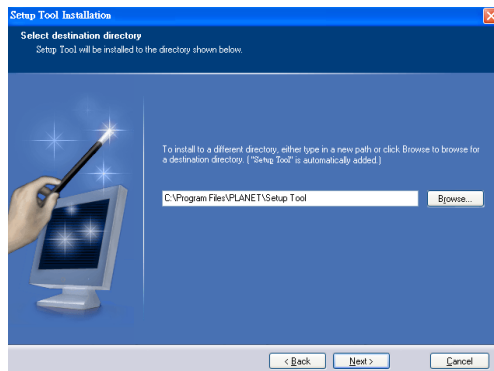 Setup Tool Installation
Select destination directory
Setup Tool will be installed to the directory shown below.
To install to a different directory, either type in a new path or click Browse to browse for
a destination directory. ( "Setup Tool" is automatically added.)
C:\Program Files\PLANET\Setup Tool
Browse...
< Back
Next >
Cancel